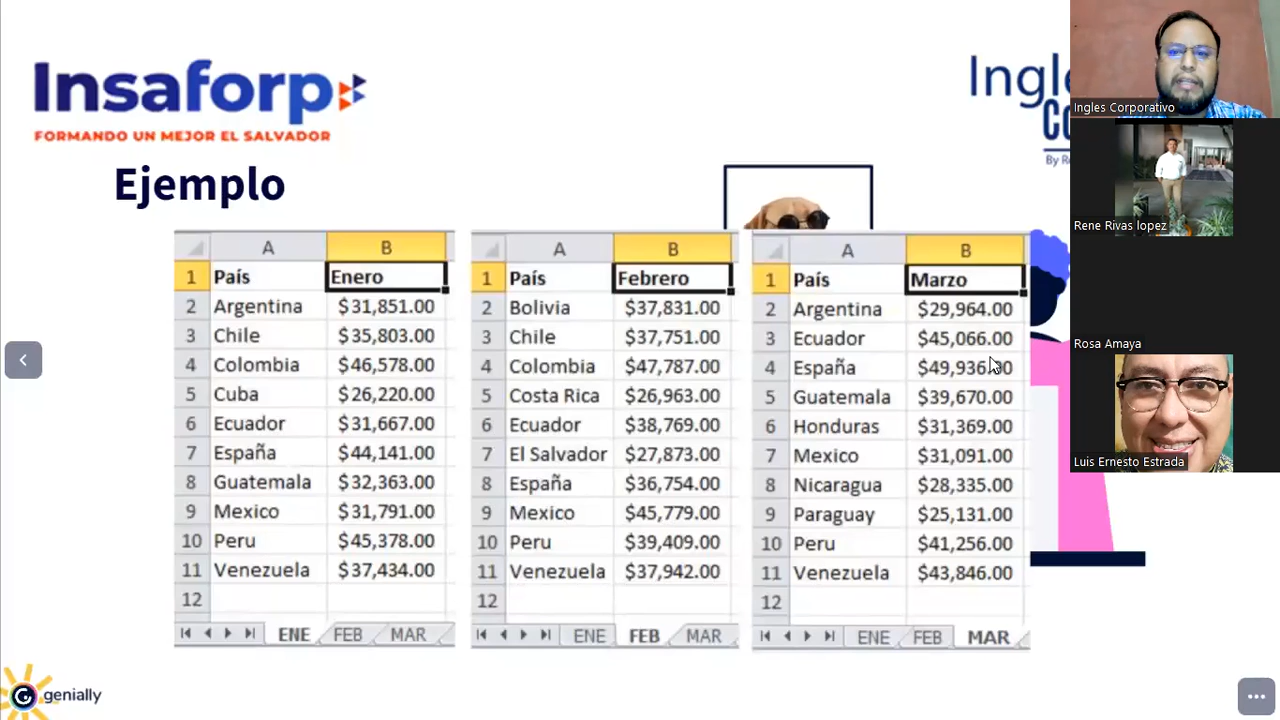 Insaforp
FORMANDO UN MEJOR EL SALVADOR
Ejemplo
A B
1 País Enero
2 Argentina $31,851.00
3 Chile $35,803.00
4 Colombia $46,578.00
5 Cuba $26,220.00
6 Ecuador $31,667.00
7 España $44,141.00
8 Guatemala $32,363.00
9 Mexico $31,791.00
10 Peru $45,378.00
11 Venezuela $37,434.00
12
ENE FEB MAR
A B
1 País Febrero
2 Bolivia $37,831.00
3 Chile $37,751.00
4 Colombia $47,787.00
5 Costa Rica $26,963.00
6 Ecuador $38,769.00
7 El Salvador $27,873.00
8 España $36,754.00
9 Mexico $45,779.00
10 Peru $39,409.00
11 Venezuela $37,942.00
12
ENE FEB MAR
A B
1 País Marzo
2 Argentina $29,964.00
3 Ecuador $45,066.00
4 España $49,936.00
5 Guatemala $39,670.00
6 Honduras $31,369.00
7 Mexico $31,091.00
8 Nicaragua $28,335.00
9 Paraguay $25,131.00
10 Peru $41,256.00
11 Venezuela $43,846.00
12
ENE FEB MAR
Ingles Corporativo
Rene Rivas lopez
Rosa Amaya
Luis Ernesto Estrada
genially